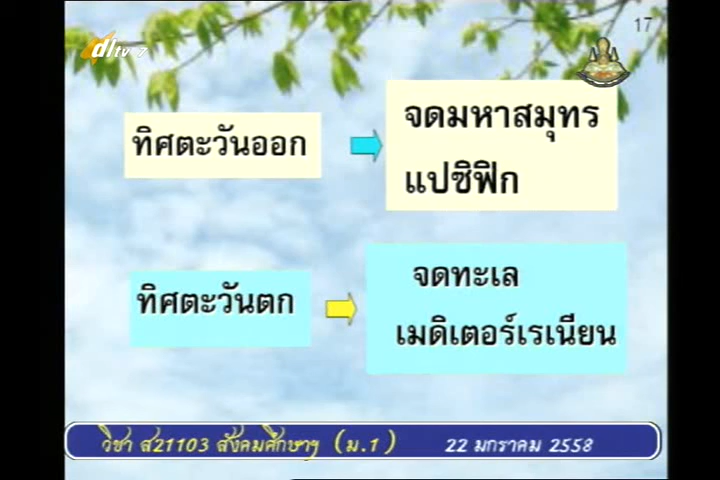 17
dltv 7
ทิศตะวันออก
จดมหาสมุทร
แปซิฟิก
ทิศตะวันตก
จดทะเล
เมดิเตอร์เรเนียน
วิชา ส21103 สังคมศึกษาฯ (ม.1) 22 มกราคม 2558